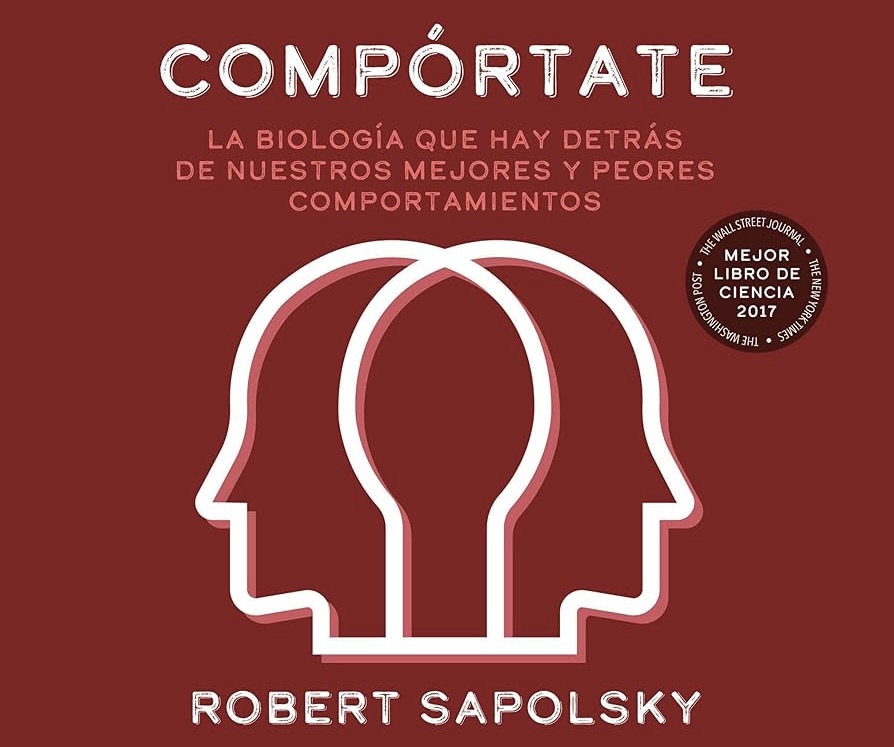 COMPÓRTATE
LA BIOLOGÍA QUE HAY DETRÁS
DE NUESTROS MEJORES Y PEORES
COMPORTAMIENTOS
THE WALL STREET JOURNAL • THE NEW YORK TIMES • THE WASHINGTON POST •
MEJOR
LIBRO DE
CIENCIA
2017
ROBERT SAPOLSKY